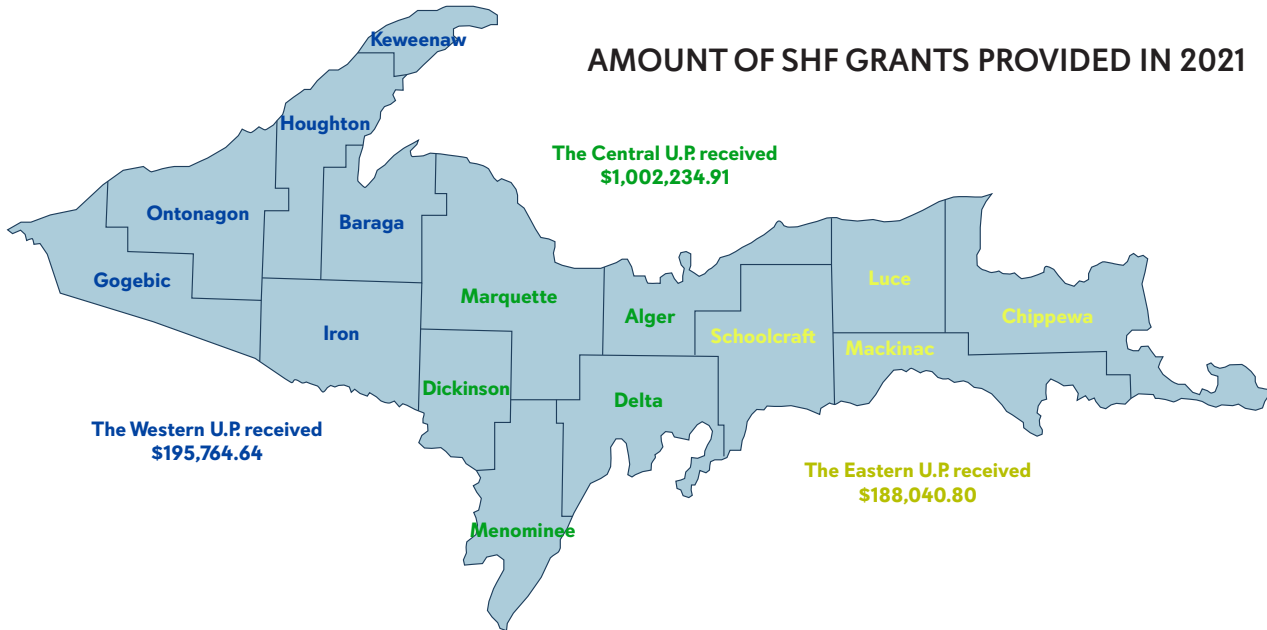 AMOUNT OF SHF GRANTS PROVIDED IN 2021
Keweenaw
Houghton
The Central U.P. received
$1,002,234.91
Ontonagon
Baraga
Gogebic
Marquette
Luce
Alger
Chippewa
Iron
Schoolcraft
Mackinac
Dickinson
Delta
The Western U.P. received
$195,764.64
The Eastern U.P. received
$188,040.80
Menominee